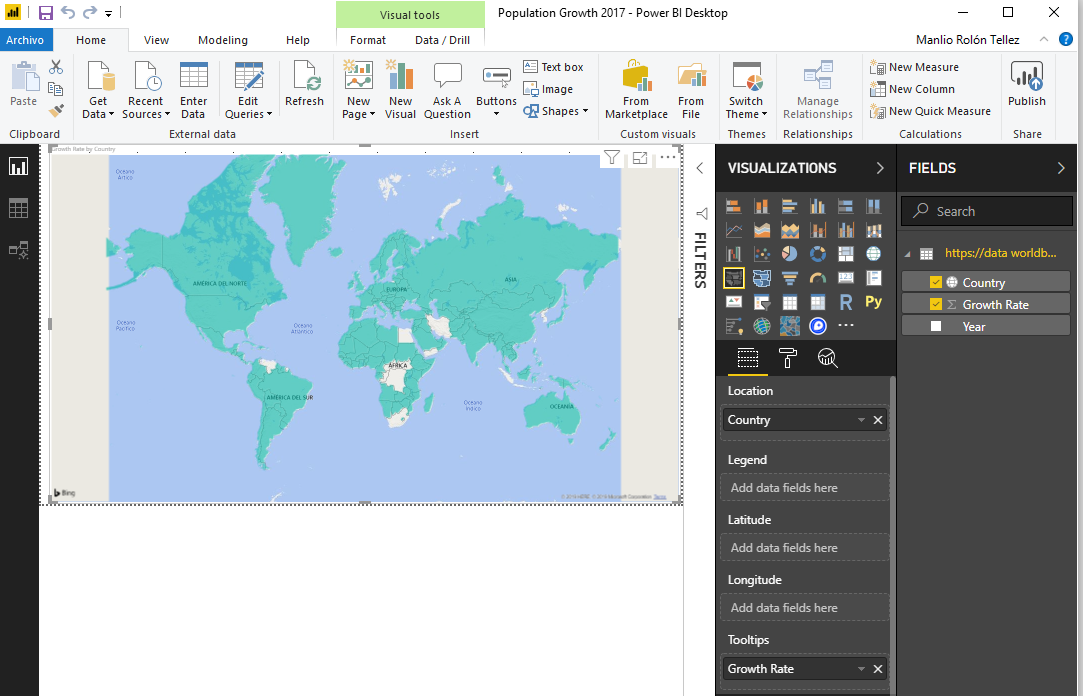 Visual tools
Population Growth 2017 - Power BI Desktop
Archivo
Home
View
Modeling
Help
Format
Data / Drill
Manlio Rolón Tellez
?
Paste
Get
Data
Recent
Sources
Enter
Data
Edit
Queries
Refresh
New
Page
New
Visual
Ask A
Question
Buttons
Text box
Image
Shapes
From
Marketplace
From
File
Switch
Theme
Manage
Relationships
New Measure
New Column
New Quick Measure
Publish
Clipboard
External data
Insert
Custom visuals
Themes
Relationships
Calculations
Share
Growth Rate by Country
Océano
Ártico
AMÉRICA DEL NORTE
EUROPA
ASIA
Océano
Pacífico
Océano
Atlántico
ÁFRICA
AMÉRICA DEL SUR
Océano
Índico
OCEANÍA
Bing
FILTERS
VISUALIZATIONS
123
R
Py
Location
Country
Legend
Add data fields here
Latitude
Add data fields here
Longitude
Add data fields here
Tooltips
Growth Rate
FIELDS
Search
https://data worldb...
Country
Σ Growth Rate
Year